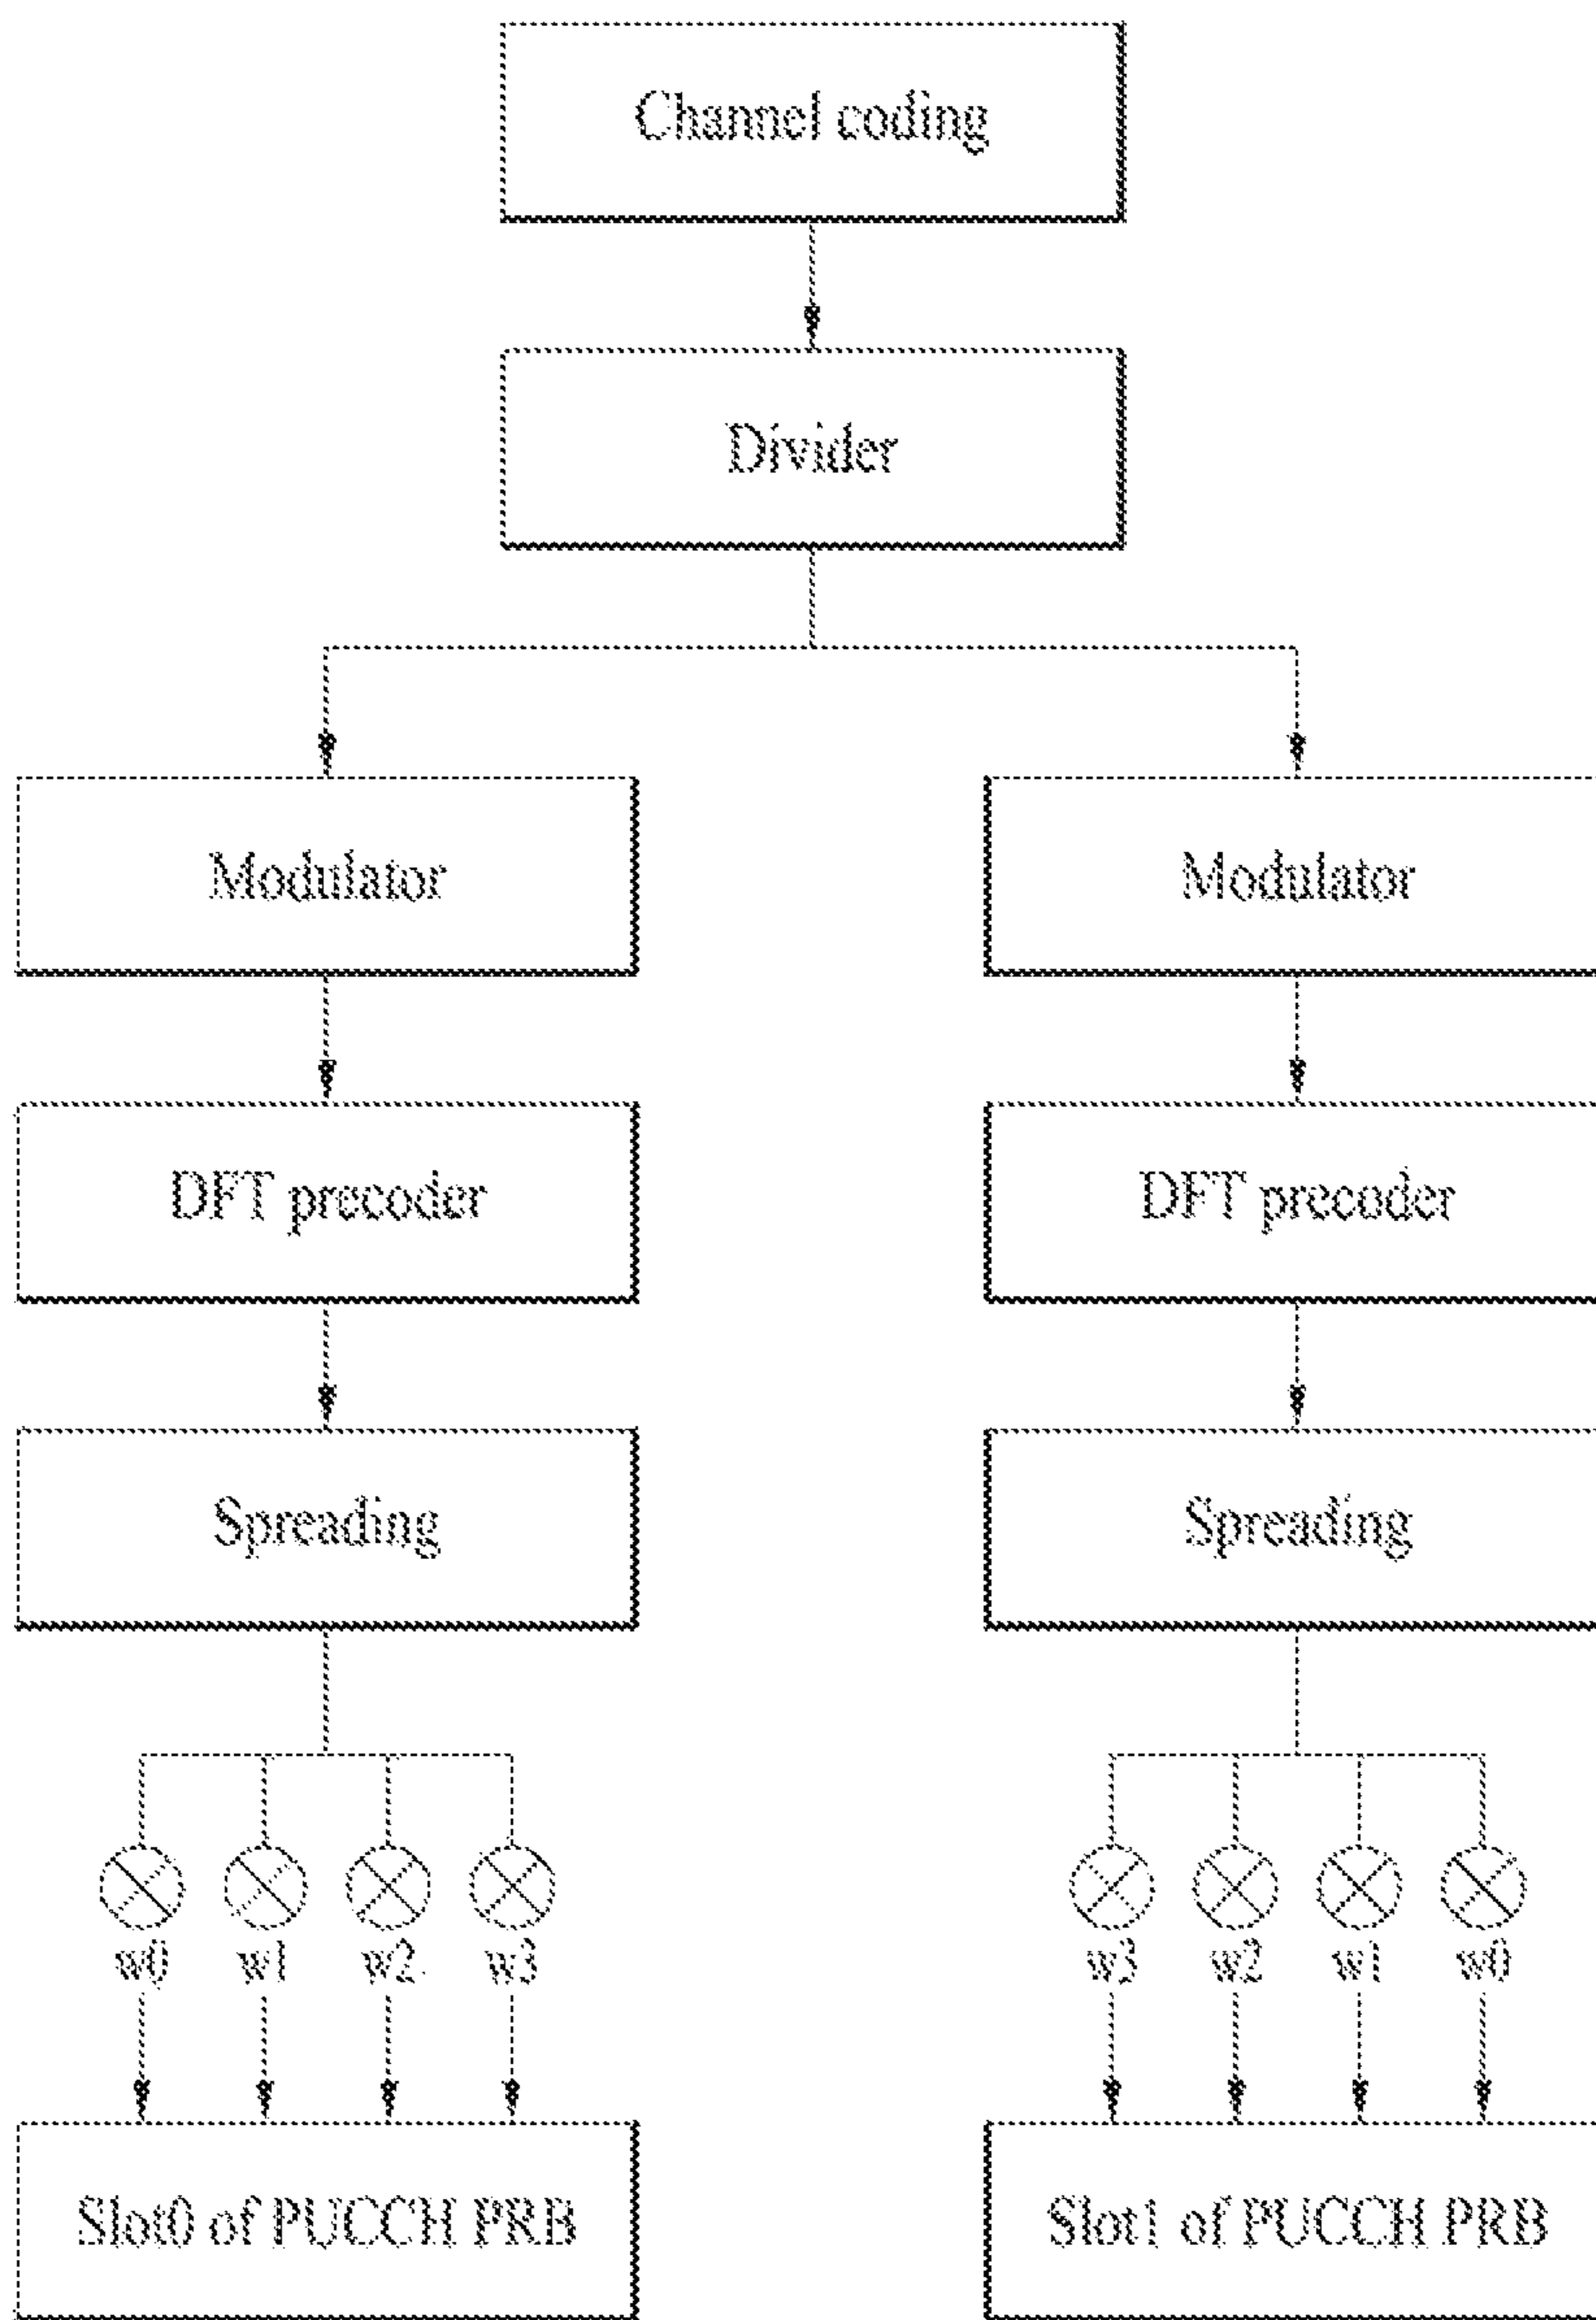 Channel coding
Divider
Modulator Modulator
DFT precoder DFT precoder
Spreading Spreading
w0 w1 w2 w3 w3 w2 w1 w0
Slot0 of PUCCH PRB Slot1 of PUCCH PRB